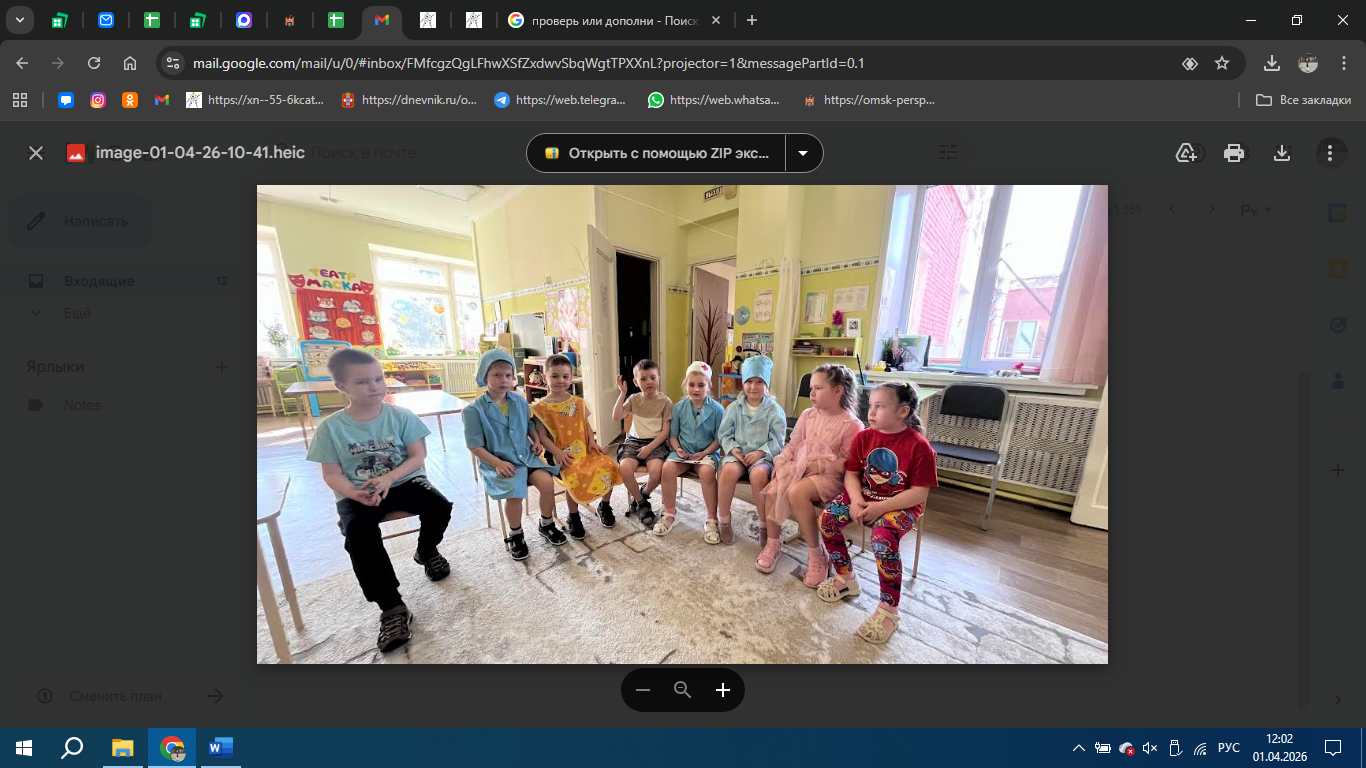 проверь или дополни - Поиск
mail.google.com/mail/u/0/#inbox/FMfcgzQgLFhwXSfZxdwvSbqWgtTPXXnL?projector=1&messagePartId=0.1
https://xn--55-6kcat...
https://dnevnik.ru/o...
https://web.telegra...
https://web.whatsa...
https://omsk-persp...
Все закладки
image-01-04-26-10-41.heic
Поиск в почте
Открыть с помощью ZIP экс...
Написать
1 359
Входящие
12
Ещё
Ярлыки
Notes
ТЕАТР
МАСКА
MINECRAFT
Сменить план
РУС
12:02
01.04.2026